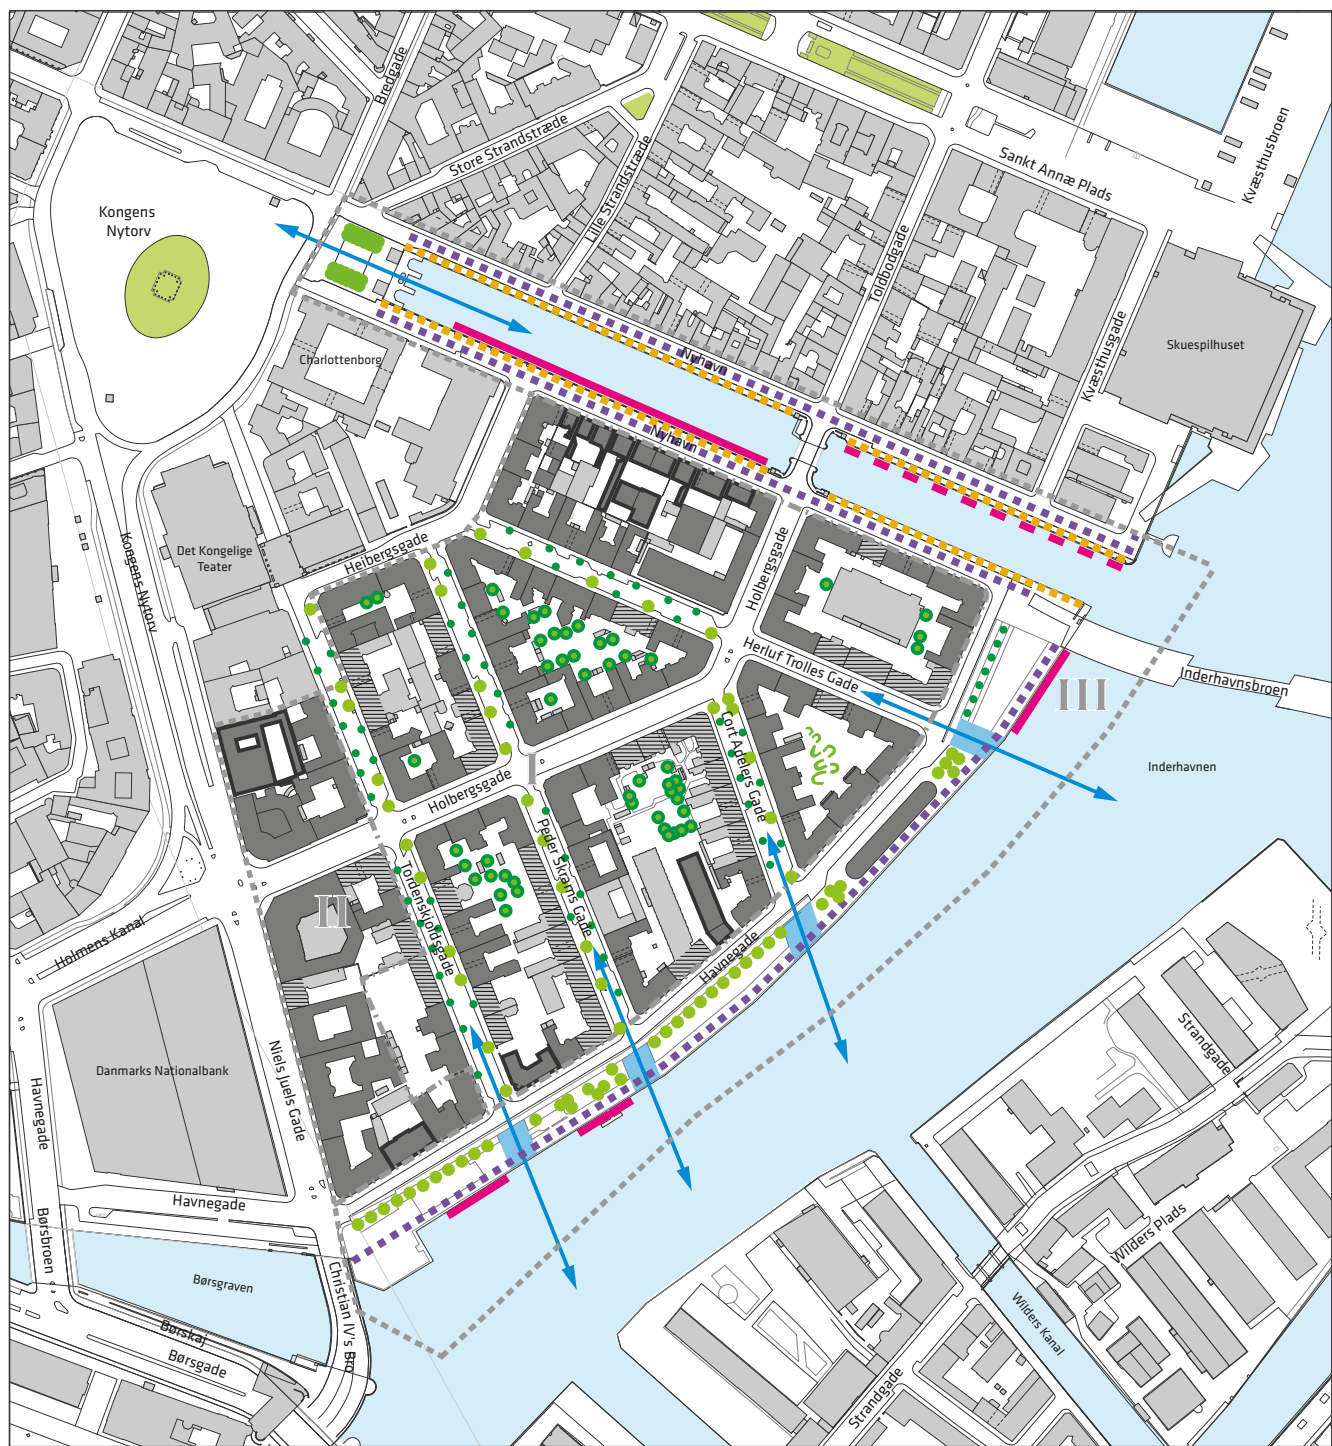 Bredgade
Store Strandstræde
Lille Strandstræde
Sankt Annæ Plads
Kvæsthusbroen
Kongens
Nytorv
Toldbodgade
Kvæsthusgade
Skuespilhuset
Charlottenborg
Nyhavn
Nyhavn
Det Kongelige
Teater
Kongens Nytorv
Heibergsgade
Holbergsgade
Herluf Trolles Gade
Inderhavnsbroen
III
Inderhavnen
I
Cort Adelers Gade
Holbergsgade
Peder Skrams Gade
Tordenskjoldsgade
II
Holmens Kanal
Havnegade
Danmarks Nationalbank
Niels Juels Gade
Strandgade
Havnegade
Havnegade
Børsbroen
Børsgraven
Christian IV's Bro
Børskaj
Børsgade
Wilders Plads
Wilders Kanal
Strandgade